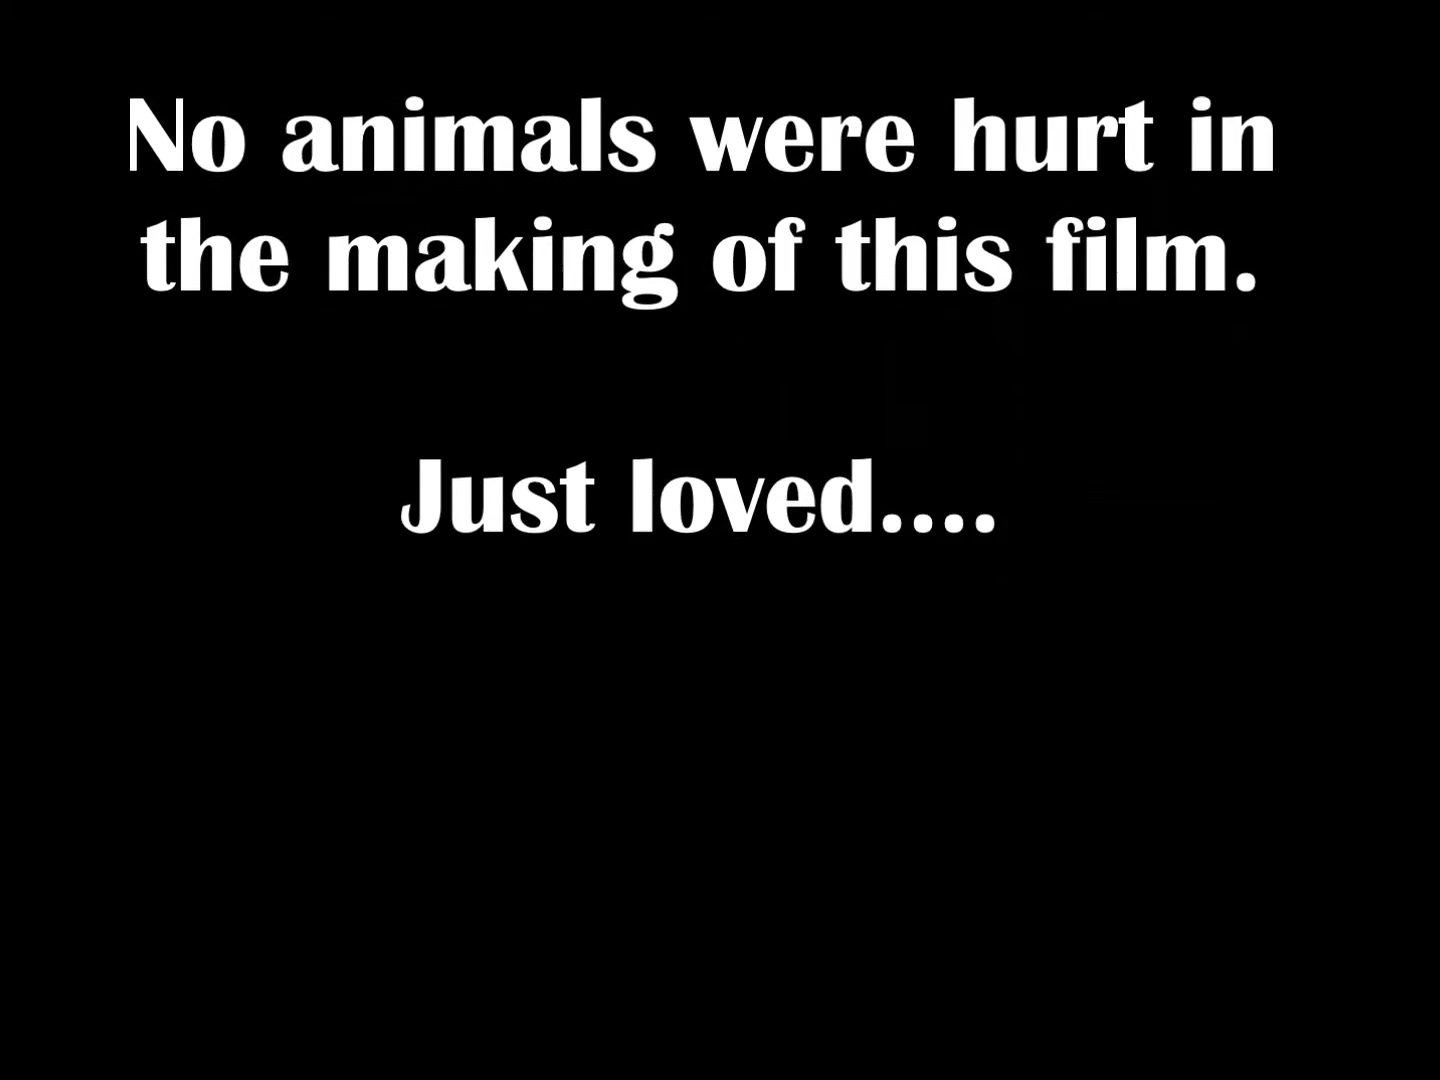 No animals were hurt in
the making of this film.
Just loved....